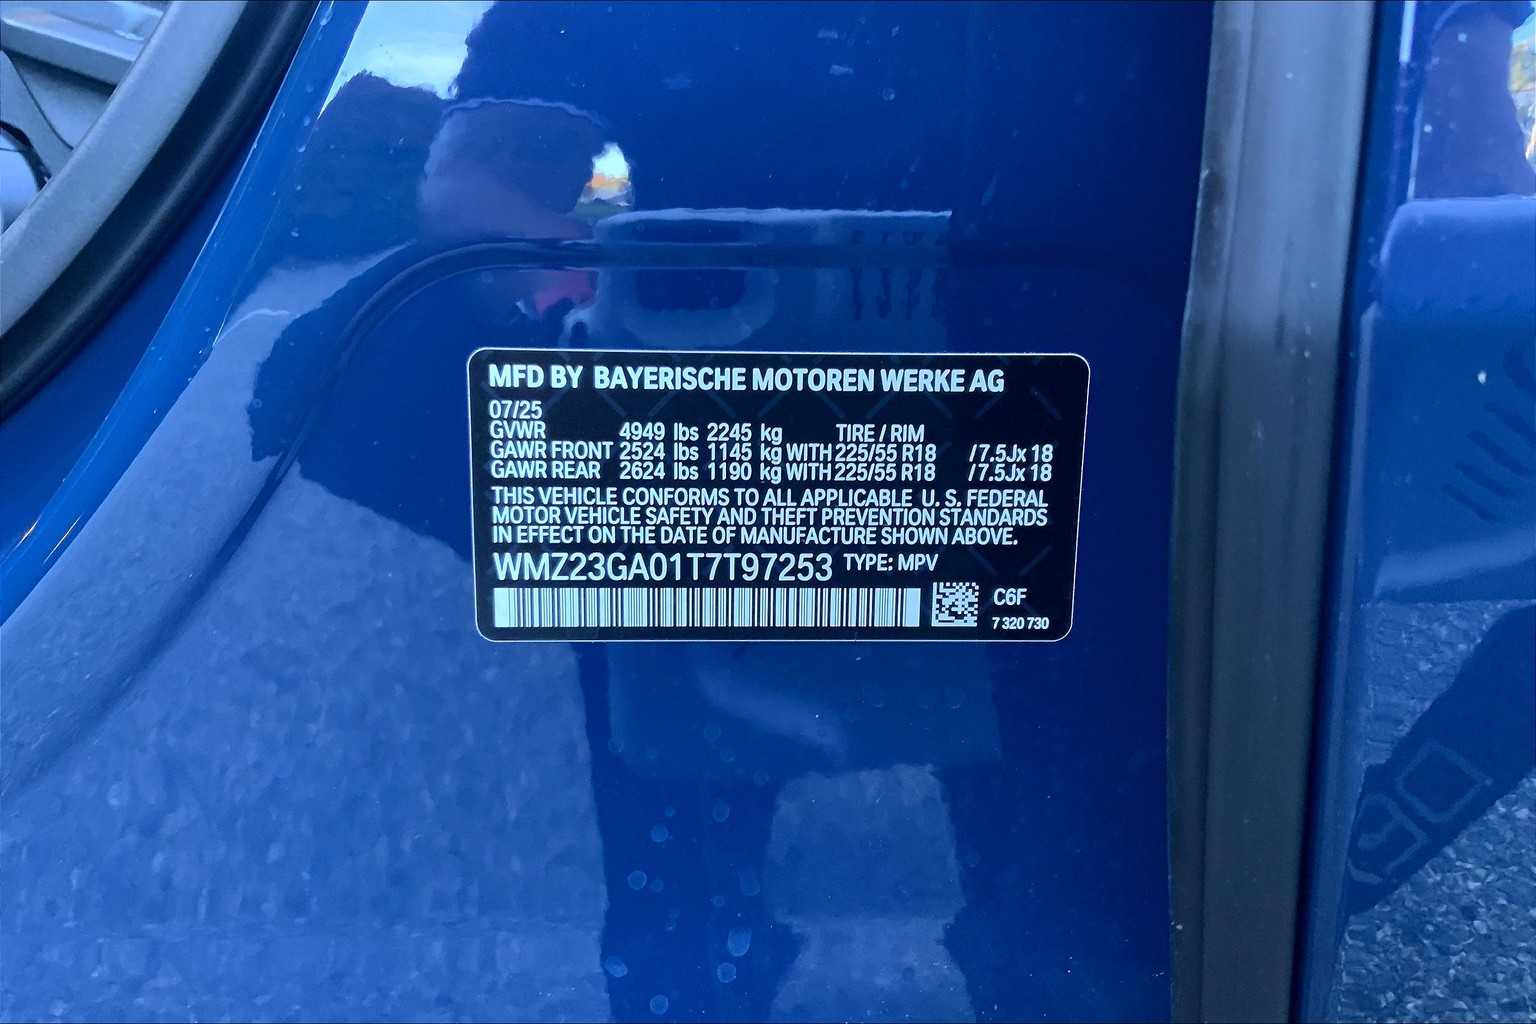 MFD BY BAYERISCHE MOTOREN WERKE AG
07/25
GVWR 4949 lbs 2245 kg TIRE / RIM
GAWR FRONT 2524 lbs 1145 kg WITH 225/55 R18 /7.5Jx 18
GAWR REAR 2624 lbs 1190 kg WITH 225/55 R18 /7.5Jx 18
THIS VEHICLE CONFORMS TO ALL APPLICABLE U. S. FEDERAL
MOTOR VEHICLE SAFETY AND THEFT PREVENTION STANDARDS
IN EFFECT ON THE DATE OF MANUFACTURE SHOWN ABOVE.
WMZ23GA01T7T97253 TYPE: MPV
C6F
7 320 730